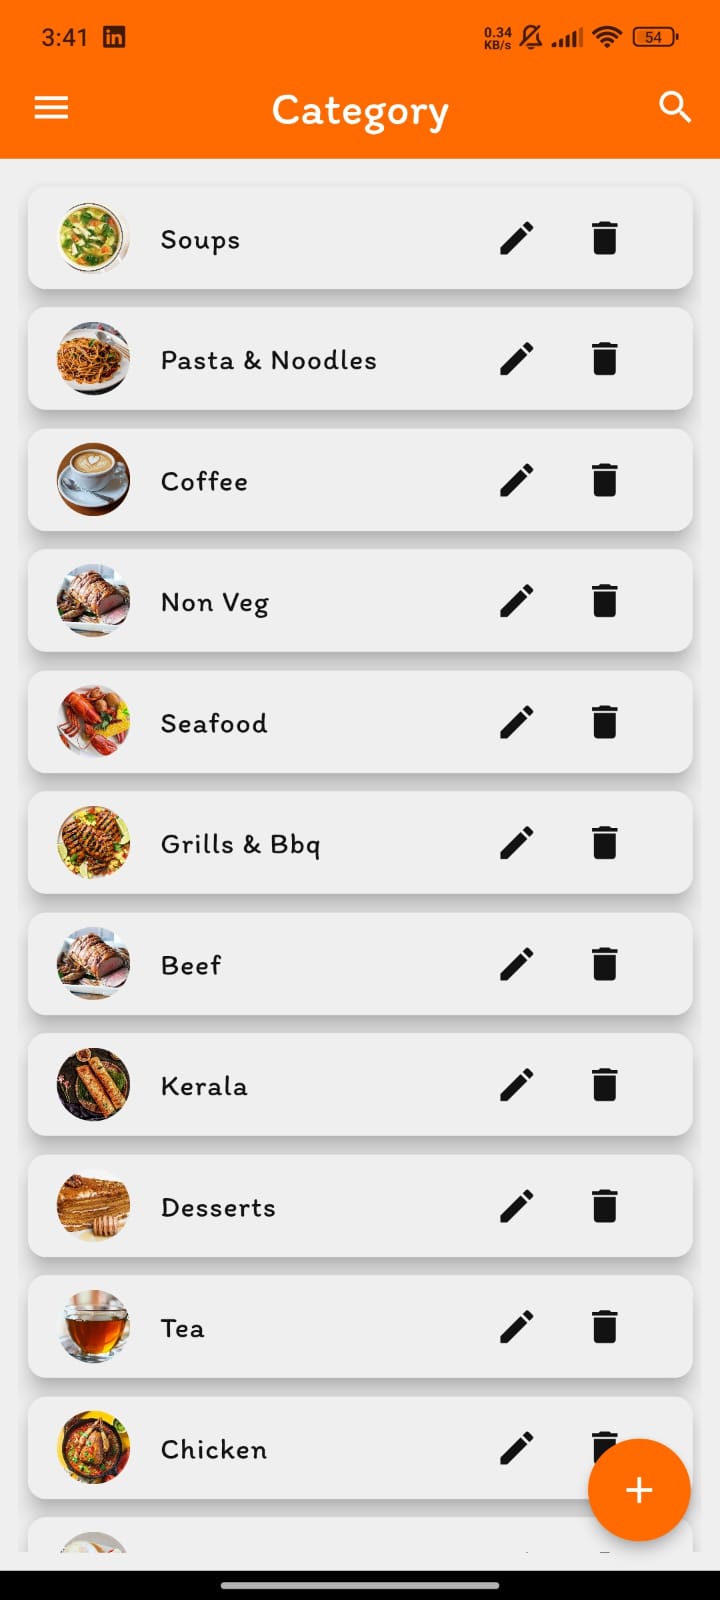 3:41 in 0.34 54
KB/s
Category
Soups
Pasta & Noodles
Coffee
Non Veg
Seafood
Grills & Bbq
Beef
Kerala
Desserts
Tea
Chicken